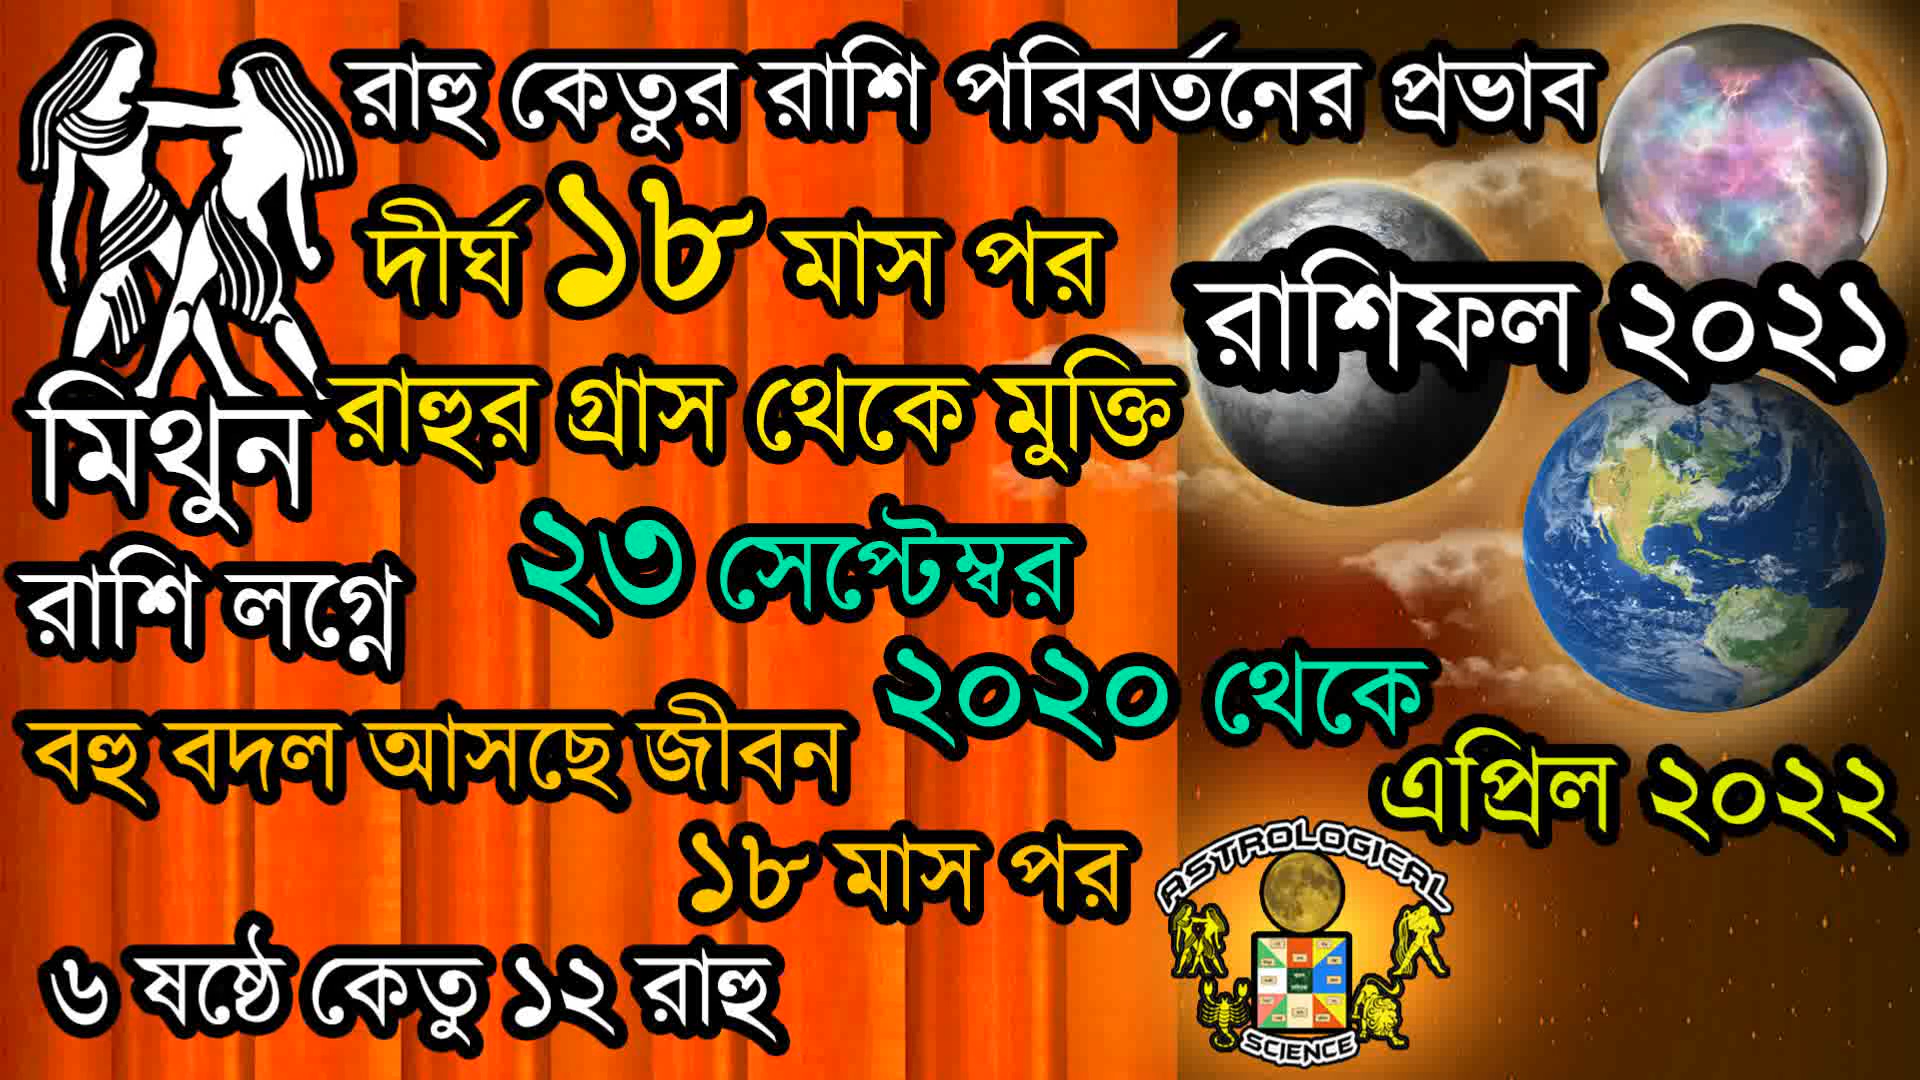 রাহু কেতুর রাশি পরিবর্তনের প্রভাব
দীর্ঘ ১৮ মাস পর
রাশিফল ২০২১
রাহুর গ্রাস থেকে মুক্তি
মিথুন
রাশি লগ্নে
২৩ সেপ্টেম্বর
২০২০ থেকে
এপ্রিল ২০২২
বহু বদল আসছে জীবন
১৮ মাস পর
৬ ষষ্ঠে কেতু ১২ রাহু
ASTROLOGICAL
SCIENCE